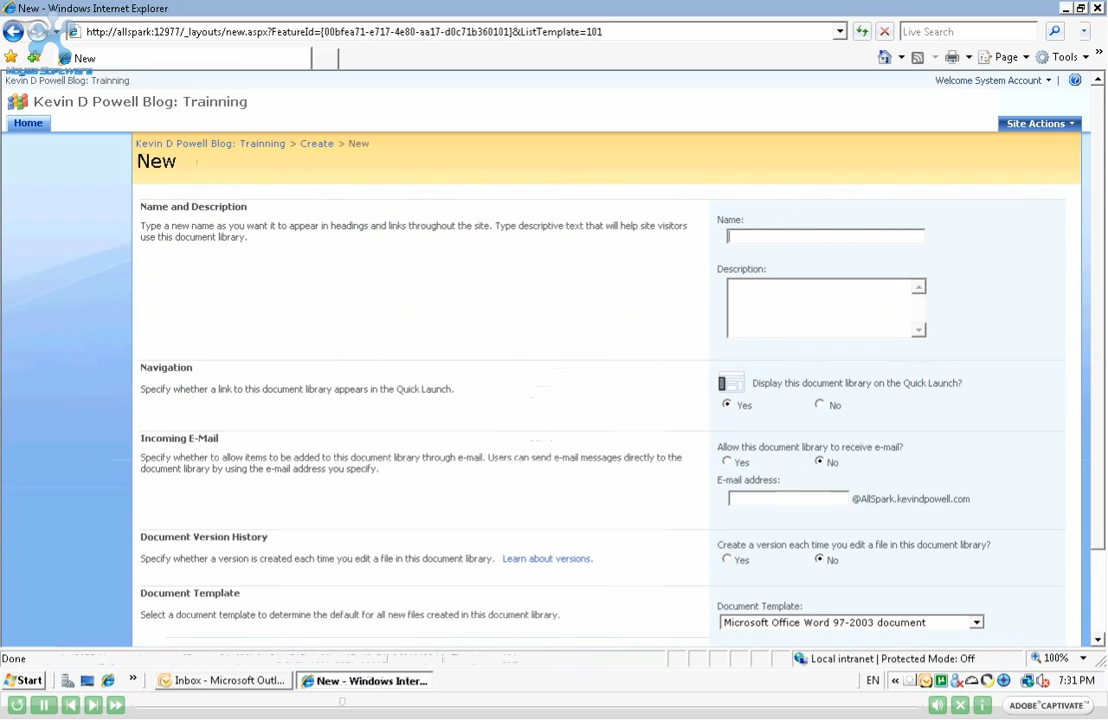 New - Windows Internet Explorer
http://allspark:12977/_layouts/new.aspx?FeatureId={00bfea71-e717-4e80-aa17-d0c71b360101}&ListTemplate=101
Live Search
New
Page
Tools
Kevin D Powell Blog: Trainning
Welcome System Account
Kevin D Powell Blog: Trainning
Home
Site Actions
Kevin D Powell Blog: Trainning > Create > New
New
Name and Description
Type a new name as you want it to appear in headings and links throughout the site. Type descriptive text that will help site visitors
use this document library.
Name:
Description:
Navigation
Specify whether a link to this document library appears in the Quick Launch.
Display this document library on the Quick Launch?
Yes No
Incoming E-Mail
Specify whether to allow items to be added to this document library through e-mail. Users can send e-mail messages directly to the
document library by using the e-mail address you specify.
Allow this document library to receive e-mail?
Yes No
E-mail address:
@AllSpark.kevindpowell.com
Document Version History
Specify whether a version is created each time you edit a file in this document library. Learn about versions.
Create a version each time you edit a file in this document library?
Yes No
Document Template
Select a document template to determine the default for all new files created in this document library.
Document Template:
Microsoft Office Word 97-2003 document
Done
Local intranet | Protected Mode: Off
100%
Start
Inbox - Microsoft Outl...
New - Windows Inter...
EN
7:31 PM
ADOBE CAPTIVATE™